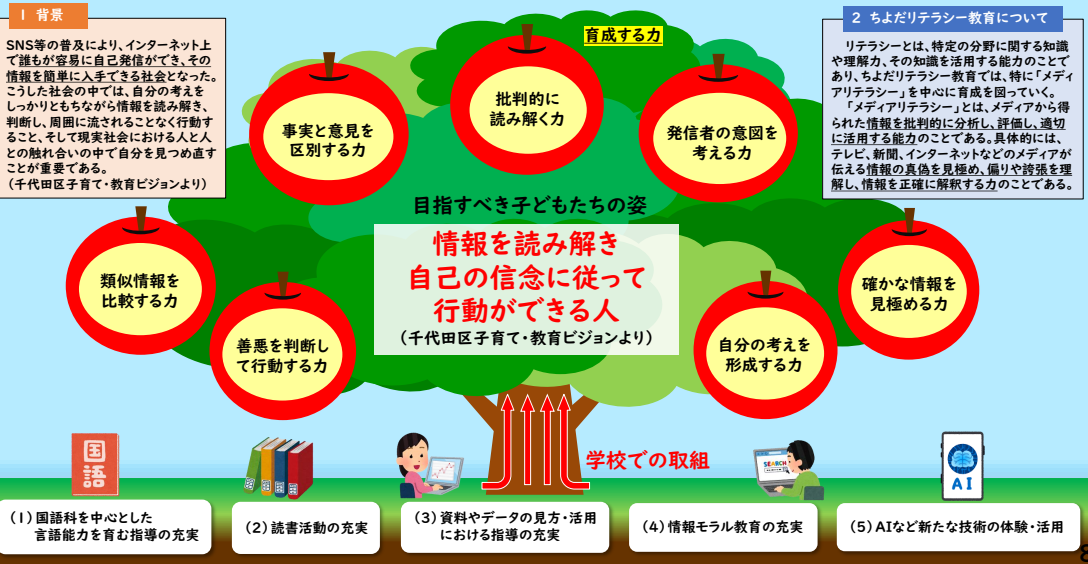 1 背景
SNS等の普及により、インターネット上
で誰もが容易に自己発信ができ、その
情報を簡単に入手できる社会となった。
こうした社会の中では、自分の考えを
しっかりともちながら情報を読み解き、
判断し、周囲に流されることなく行動す
ること、そして現実社会における人と人
との触れ合いの中で自分を見つめ直す
ことが重要である。
(千代田区子育て・教育ビジョンより)
育成する力
2 ちよだリテラシー教育について
リテラシーとは、特定の分野に関する知識
や理解力、その知識を活用する能力のことで
あり、ちよだリテラシー教育では、特に「メディ
アリテラシー」を中心に育成を図っていく。
「メディアリテラシー」とは、メディアから得
られた情報を批判的に分析し、評価し、適切
に活用する能力のことである。具体的には、
テレビ、新聞、インターネットなどのメディアが
伝える情報の真偽を見極め、偏りや誇張を理
解し、情報を正確に解釈する力のことである。
事実と意見を
区別する力
批判的に
読み解く力
発信者の意図を
考える力
目指すべき子どもたちの姿
情報を読み解き
自己の信念に従って
行動ができる人
(千代田区子育て・教育ビジョンより)
類似情報を
比較する力
善悪を判断し
て行動する力
自分の考えを
形成する力
確かな情報を
見極める力
学校での取組
国語
SEARCH
AI
(1)国語科を中心とした
言語能力を育む指導の充実
(2)読書活動の充実
(3)資料やデータの見方・活用
における指導の充実
(4)情報モラル教育の充実
(5)AIなど新たな技術の体験・活用